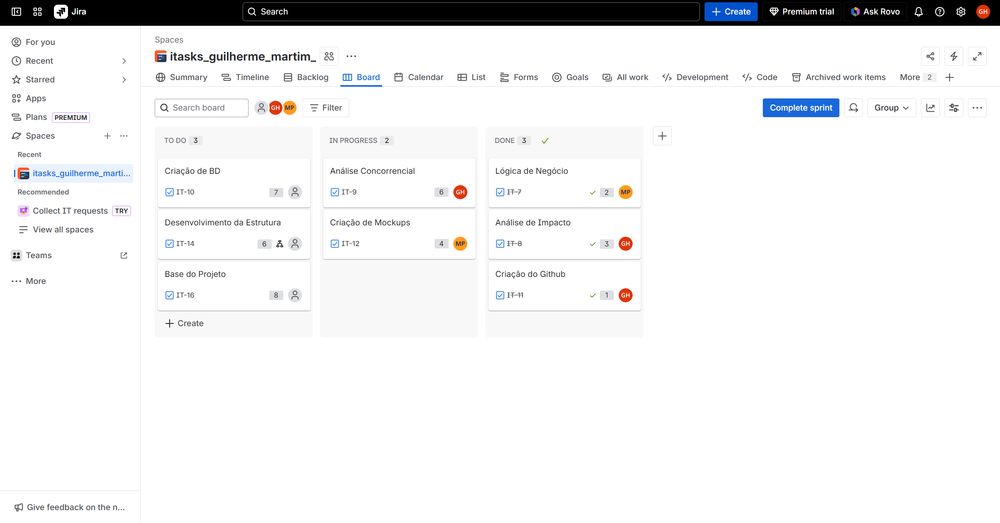 Jira
Search
Create
Premium trial
Ask Rovo
GH
For you
Recent
Starred
Apps
Plans PREMIUM
Spaces
Recent
itasks_guilherme_marti...
Recommended
Collect IT requests TRY
View all spaces
Teams
More
Give feedback on the n...
Spaces
itasks_guilherme_martim_
Summary
Timeline
Backlog
Board
Calendar
List
Forms
Goals
All work
Development
Code
Archived work items
More 2
Search board
GH
MP
Filter
Complete sprint
Group
TO DO 3
Criação de BD
IT-10
7
Desenvolvimento da Estrutura
IT-14
6
Base do Projeto
IT-16
8
Create
IN PROGRESS 2
Análise Concorrencial
IT-9
6
GH
Criação de Mockups
IT-12
4
MP
DONE 3
Lógica de Negócio
IT-7
2
MP
Análise de Impacto
IT-8
3
GH
Criação do Github
IT-11
1
GH